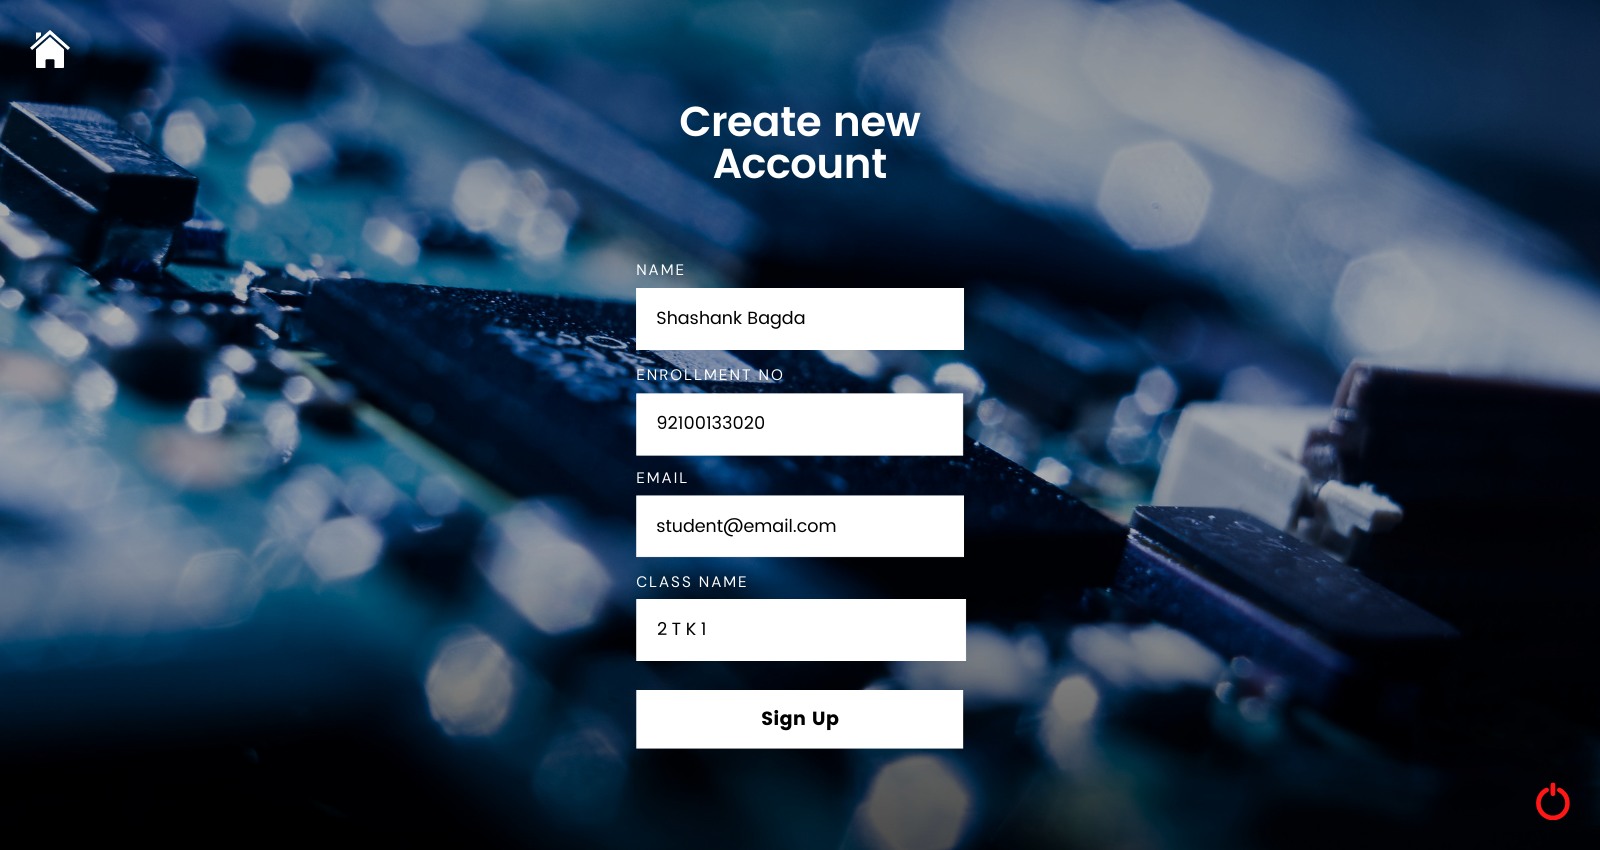 Create new
Account
NAME
Shashank Bagda
ENROLLMENT NO
92100133020
EMAIL
student@email.com
CLASS NAME
2 T K 1
Sign Up